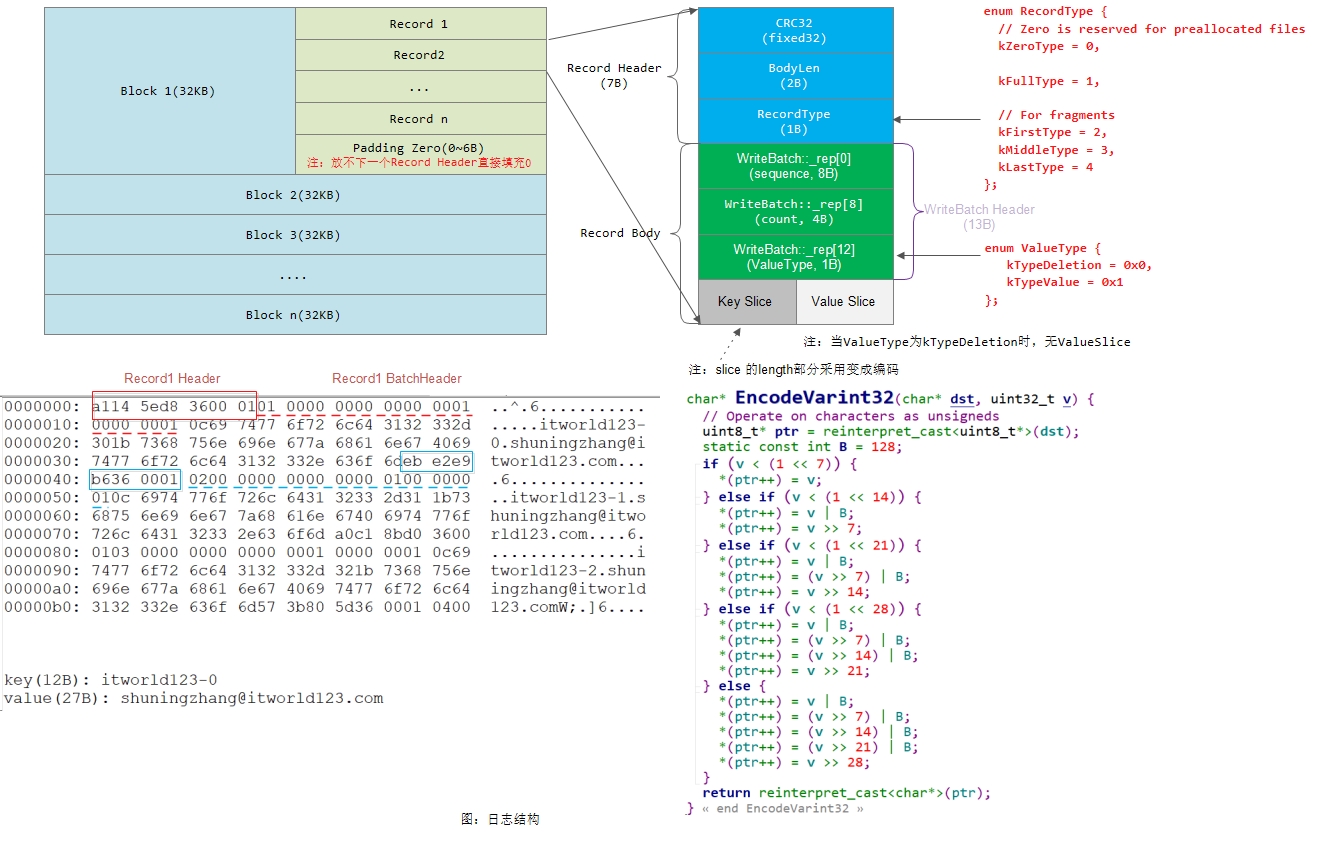 Block 1(32KB)
Record 1
Record2
...
Record n
Padding Zero(0~6B)
注：放不下一个Record Header直接填充0
Block 2(32KB)
Block 3(32KB)
....
Block n(32KB)
Record Header
(7B)
Record Body
CRC32
(fixed32)
BodyLen
(2B)
RecordType
(1B)
WriteBatch::_rep[0]
(sequence, 8B)
WriteBatch::_rep[8]
(count, 4B)
WriteBatch::_rep[12]
(ValueType, 1B)
Key Slice
Value Slice
WriteBatch Header
(13B)
enum RecordType {
// Zero is reserved for preallocated files
kZeroType = 0,
kFullType = 1,
// For fragments
kFirstType = 2,
kMiddleType = 3,
kLastType = 4
};
enum ValueType {
kTypeDeletion = 0x0,
kTypeValue = 0x1
};
注：当ValueType为kTypeDeletion时，无ValueSlice
注：slice 的length部分采用变成编码
Record1 Header
Record1 BatchHeader
0000000: a114 5ed8 3600 0101 0000 0000 0000 0001 ..^.6...........
0000010: 0000 0001 0c69 7477 6f72 6c64 3132 332d .....itworld123-
0000020: 301b 7368 756e 696e 677a 6861 6e67 4069 0.shuningzhang@i
0000030: 7477 6f72 6c64 3132 332e 636f 6deb e2e9 tworld123.com...
0000040: b636 0001 0200 0000 0000 0000 0100 0000 .6..............
0000050: 010c 6974 776f 726c 6431 3233 2d31 1b73 ..itworld123-1.s
0000060: 6875 6e69 6e67 7a68 616e 6740 6974 776f huningzhang@itwo
0000070: 726c 6431 3233 2e63 6f6d a0c1 8bd0 3600 rld123.com....6.
0000080: 0103 0000 0000 0000 0001 0000 0001 0c69 ...............i
0000090: 7477 6f72 6c64 3132 332d 321b 7368 756e tworld123-2.shun
00000a0: 696e 677a 6861 6e67 4069 7477 6f72 6c64 ingzhang@itworld
00000b0: 3132 332e 636f 6d57 3b80 5d36 0001 0400 123.comW;.]6....
key(12B): itworld123-0
value(27B): shuningzhang@itworld123.com
char* EncodeVarint32(char* dst, uint32_t v) {
// Operate on characters as unsigneds
uint8_t* ptr = reinterpret_cast<uint8_t*>(dst);
static const int B = 128;
if (v < (1 << 7)) {
*(ptr++) = v;
} else if (v < (1 << 14)) {
*(ptr++) = v | B;
*(ptr++) = v >> 7;
} else if (v < (1 << 21)) {
*(ptr++) = v | B;
*(ptr++) = (v >> 7) | B;
*(ptr++) = v >> 14;
} else if (v < (1 << 28)) {
*(ptr++) = v | B;
*(ptr++) = (v >> 7) | B;
*(ptr++) = (v >> 14) | B;
*(ptr++) = v >> 21;
} else {
*(ptr++) = v | B;
*(ptr++) = (v >> 7) | B;
*(ptr++) = (v >> 14) | B;
*(ptr++) = (v >> 21) | B;
*(ptr++) = v >> 28;
}
return reinterpret_cast<char*>(ptr);
} « end EncodeVarint32 »
图：日志结构